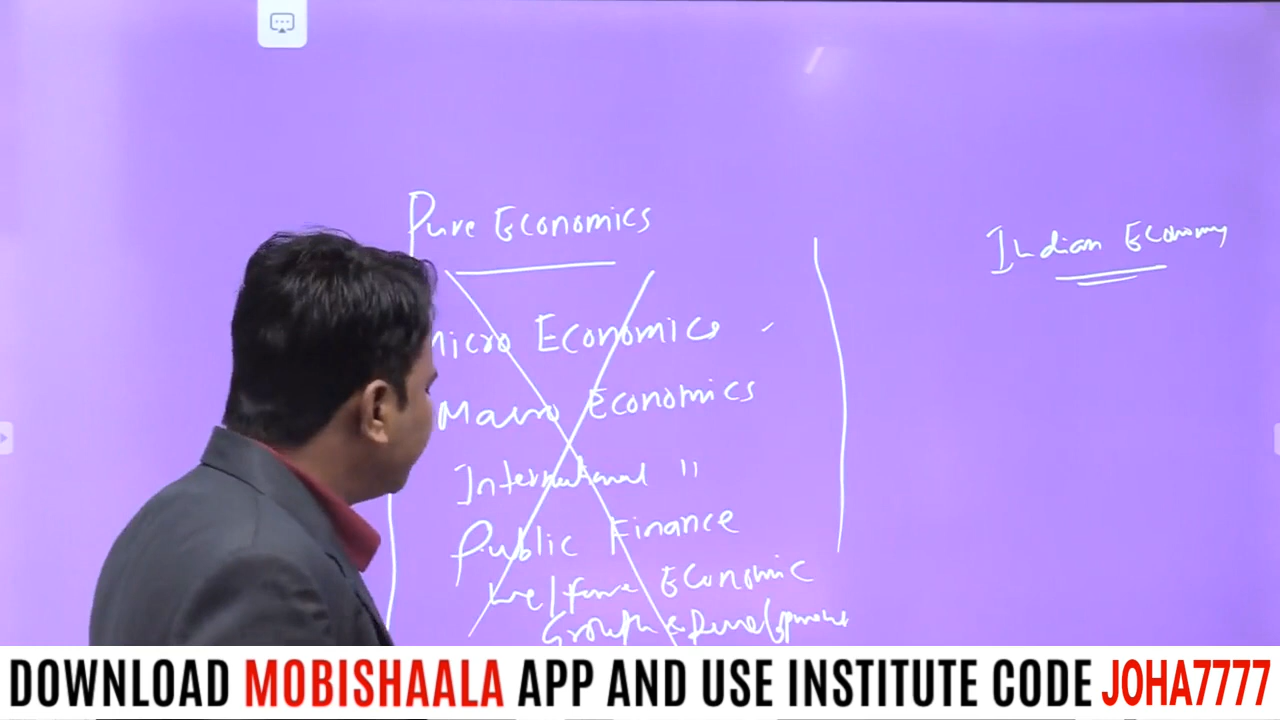 Pure Economics
Indian Economy
Micro Economics
Macro Economics
International "
Public Finance
Welfare Economic
Growth & Development
DOWNLOAD MOBISHAALA APP AND USE INSTITUTE CODE JOHA7777